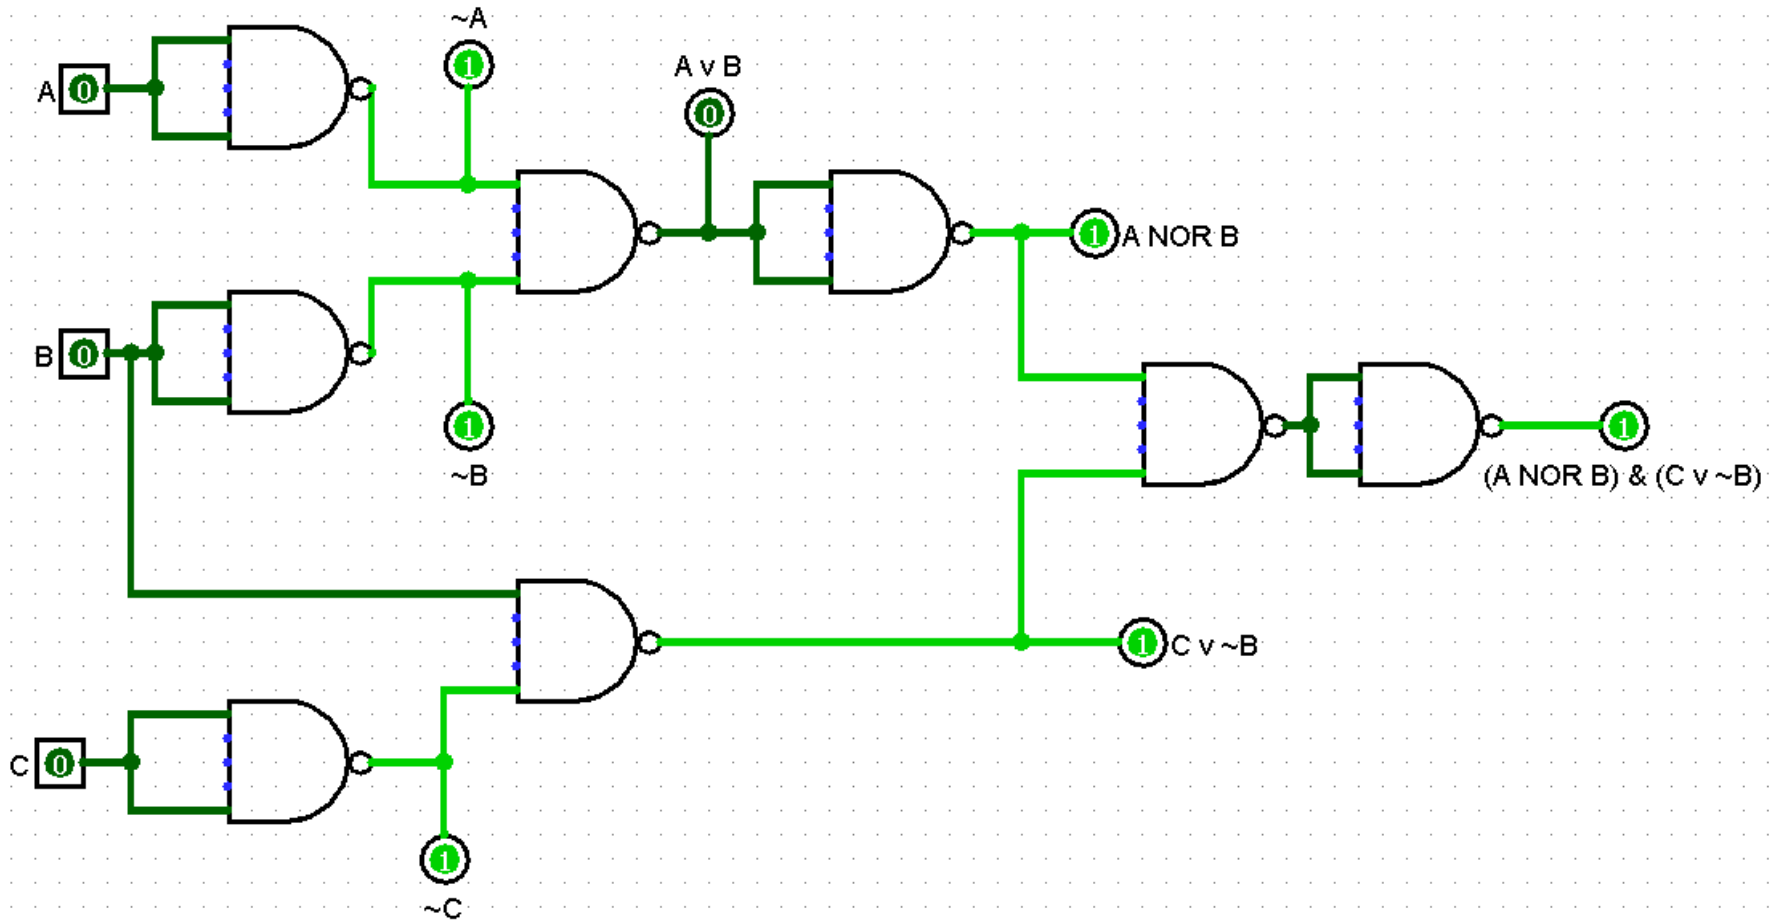 ~A
A v B
A 0
1
0
1 A NOR B
B 0
1
~B
1
(A NOR B) & (C v ~B)
1 C v ~B
C 0
1
~C